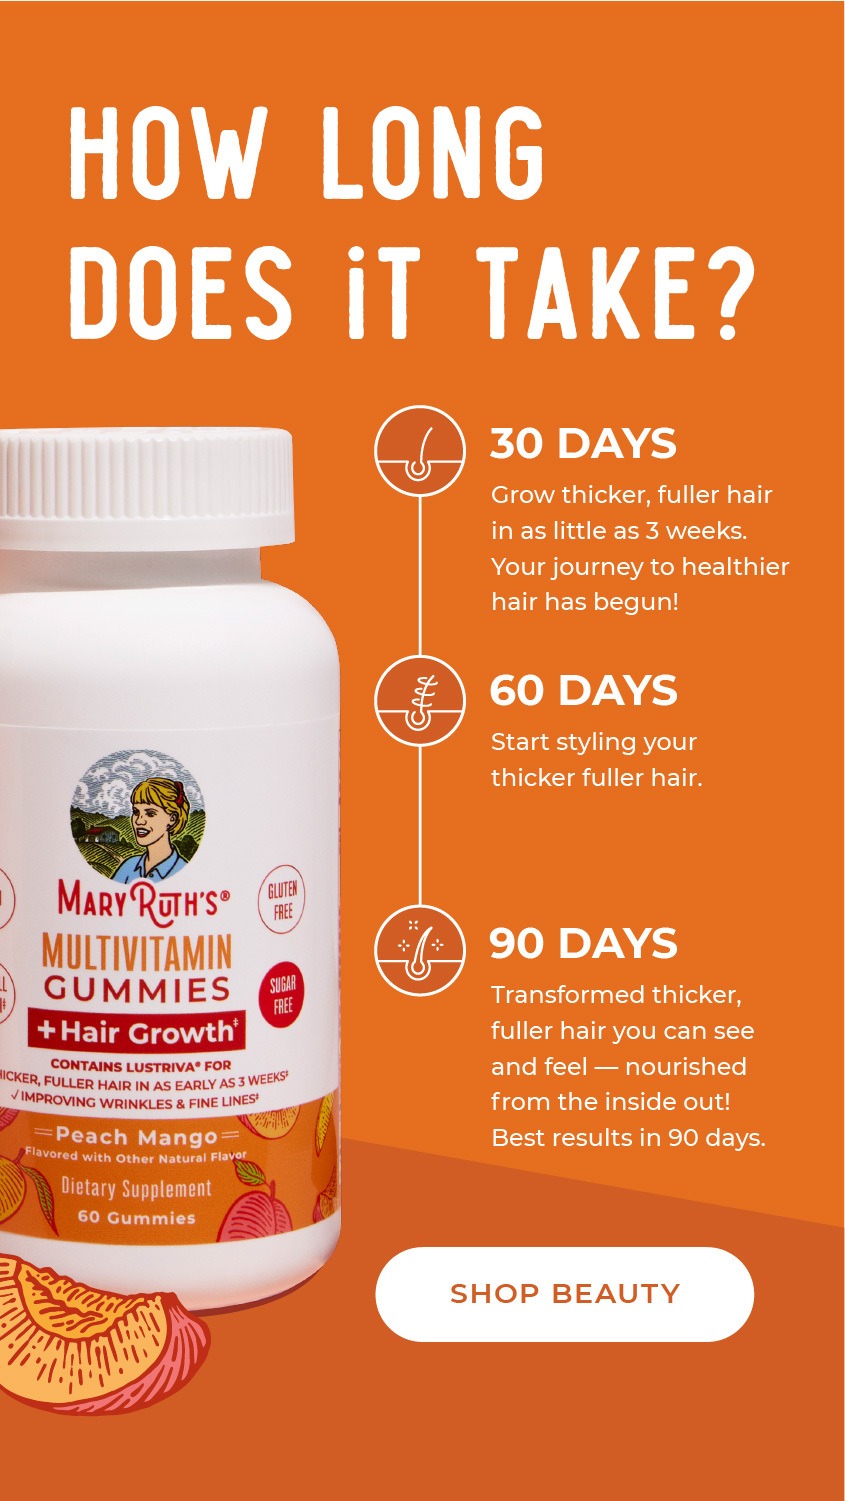 HOW LONG
DOES iT TAKE?
30 DAYS
Grow thicker, fuller hair
in as little as 3 weeks.
Your journey to healthier
hair has begun!
60 DAYS
Start styling your
thicker fuller hair.
90 DAYS
Transformed thicker,
fuller hair you can see
and feel — nourished
from the inside out!
Best results in 90 days.
SHOP BEAUTY
MARY RUTH'S®
GLUTEN
FREE
MULTIVITAMIN
GUMMIES
SUGAR
FREE
+Hair Growth‡
CONTAINS LUSTRIVA® FOR
FULLER HAIR IN AS EARLY AS 3 WEEKS‡
√ IMPROVING WRINKLES & FINE LINES‡
Peach Mango
Flavored with Other Natural Flavor
Dietary Supplement
60 Gummies